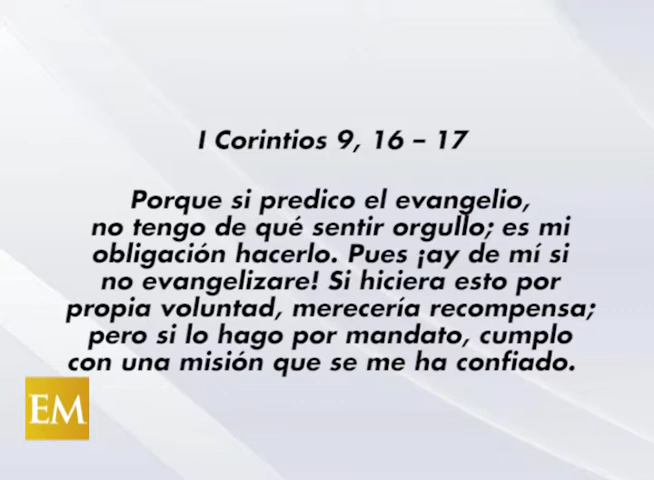 I Corintios 9, 16 – 17
Porque si predico el evangelio,
no tengo de qué sentir orgullo; es mi
obligación hacerlo. Pues ¡ay de mí si
no evangelizare! Si hiciera esto por
propia voluntad, merecería recompensa;
pero si lo hago por mandato, cumplo
con una misión que se me ha confiado.
EM